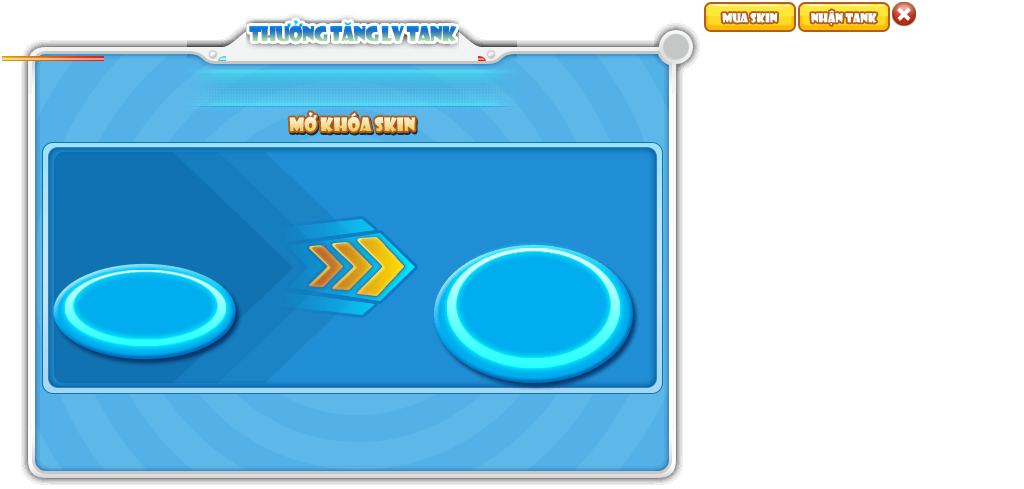 THƯỞNG TĂNG LV TANK
MUA SKIN
NHẬN TANK
MỞ KHÓA SKIN